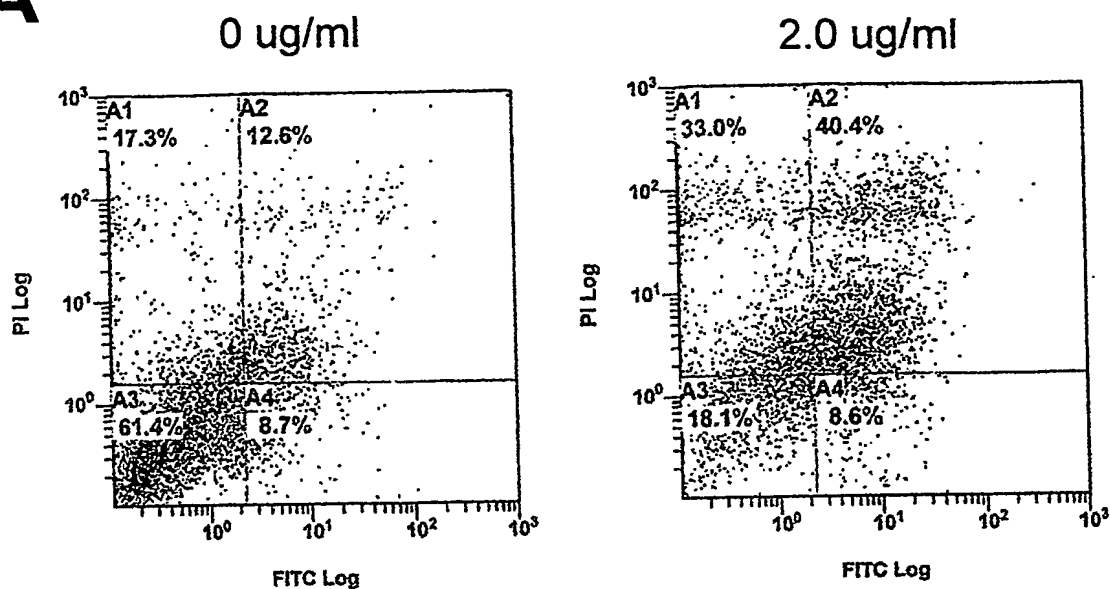 A
0 ug/ml
2.0 ug/ml
10³
A1
A2
17.3%
12.6%
10²
10¹
10⁰
A3
A4
61.4%
8.7%
PI Log
10⁰
10¹
10²
10³
FITC Log
10³
A1
A2
33.0%
40.4%
10²
10¹
10⁰
A3
A4
18.1%
8.6%
PI Log
10⁰
10¹
10²
10³
FITC Log